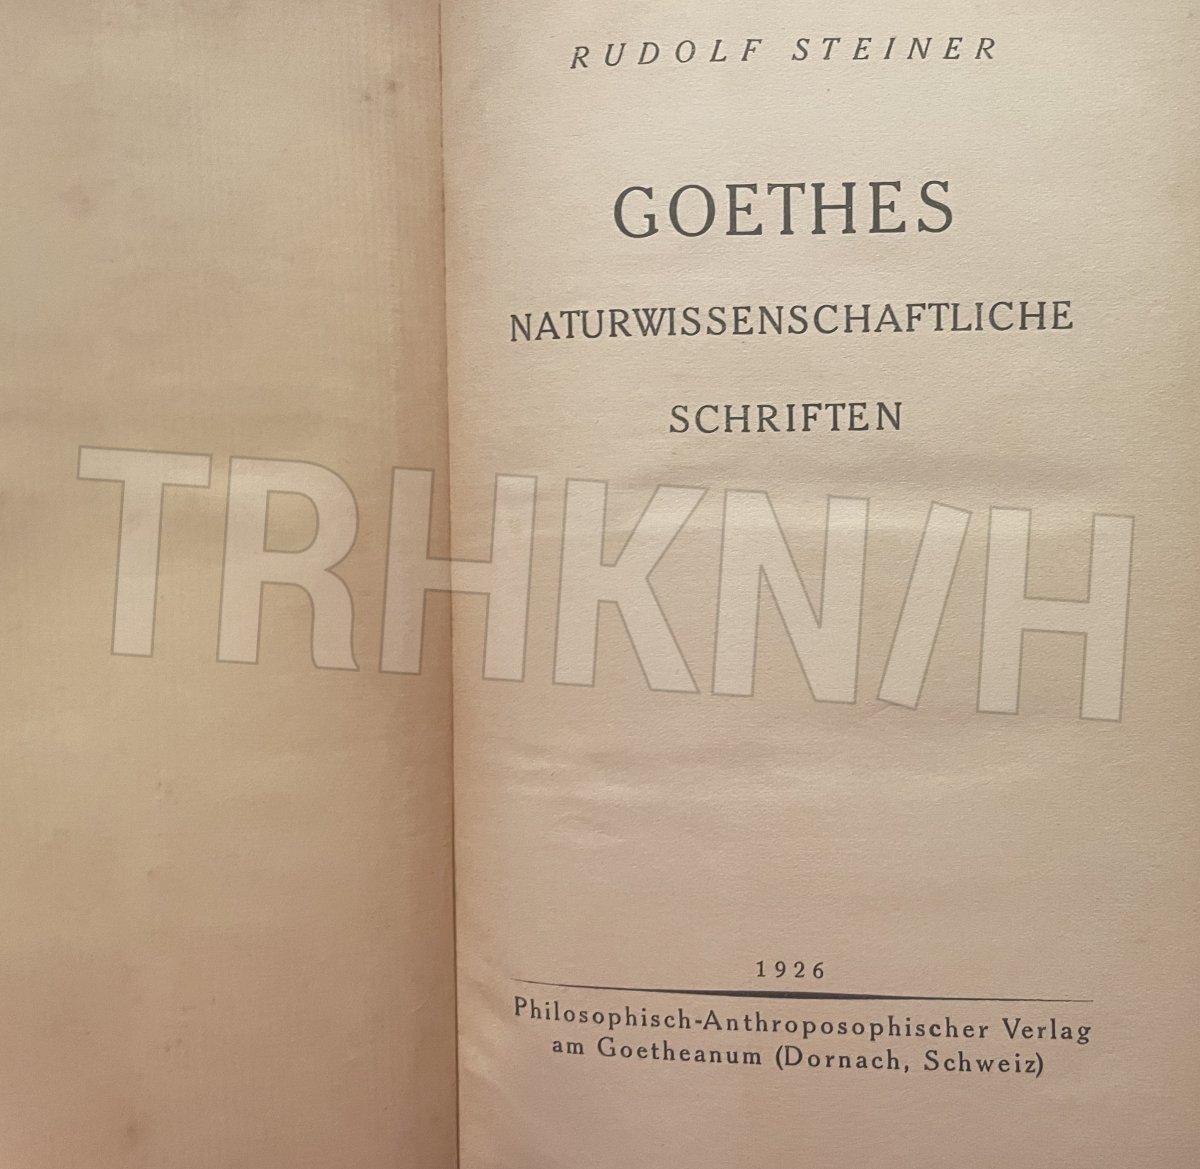 RUDOLF STEINER
GOETHES
NATURWISSENSCHAFTLICHE
SCHRIFTEN
TRHKN/H
1926
Philosophisch-Anthroposophischer Verlag
am Goetheanum (Dornach, Schweiz)